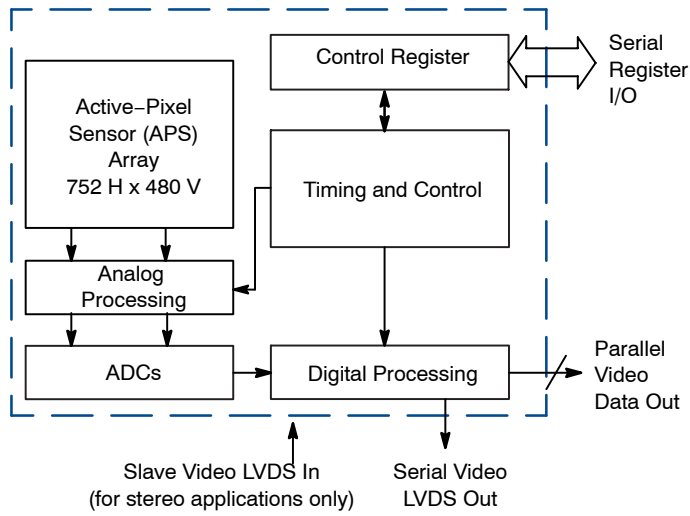 Control Register
Serial
Register
I/O
Active−Pixel
Sensor (APS)
Array
752 H x 480 V
Timing and Control
Analog
Processing
ADCs
Digital Processing
Parallel
Video
Data Out
Slave Video LVDS In
(for stereo applications only)
Serial Video
LVDS Out